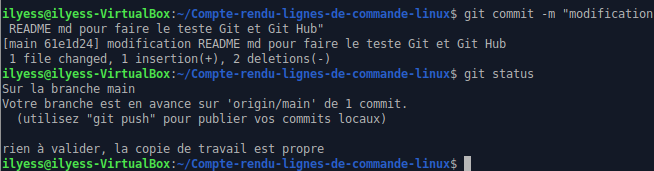 ilyess@ilyess-VirtualBox:~/Compte-rendu-lignes-de-commande-linux$ git commit -m "modification
 README md pour faire le teste Git et Git Hub"
[main 61e1d24] modification README md pour faire le teste Git et Git Hub
 1 file changed, 1 insertion(+), 2 deletions(-)
ilyess@ilyess-VirtualBox:~/Compte-rendu-lignes-de-commande-linux$ git status
Sur la branche main
Votre branche est en avance sur 'origin/main' de 1 commit.
  (utilisez "git push" pour publier vos commits locaux)

rien à valider, la copie de travail est propre
ilyess@ilyess-VirtualBox:~/Compte-rendu-lignes-de-commande-linux$